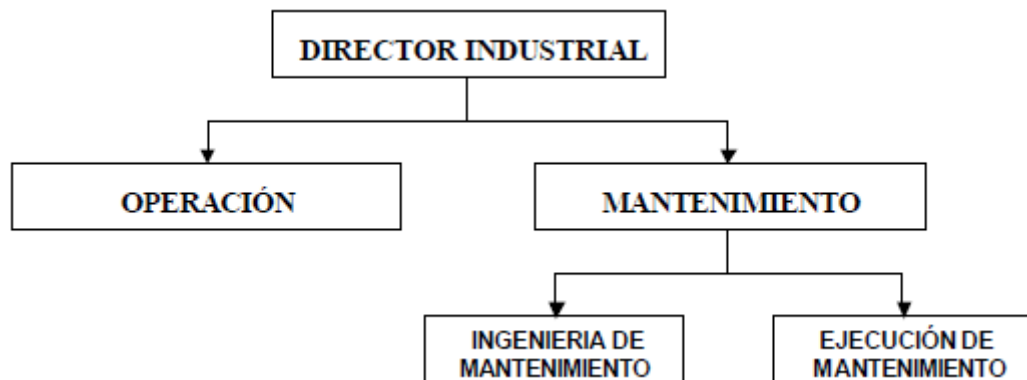 DIRECTOR INDUSTRIAL
OPERACIÓN
MANTENIMIENTO
INGENIERIA DE
MANTENIMIENTO
EJECUCIÓN DE
MANTENIMIENTO